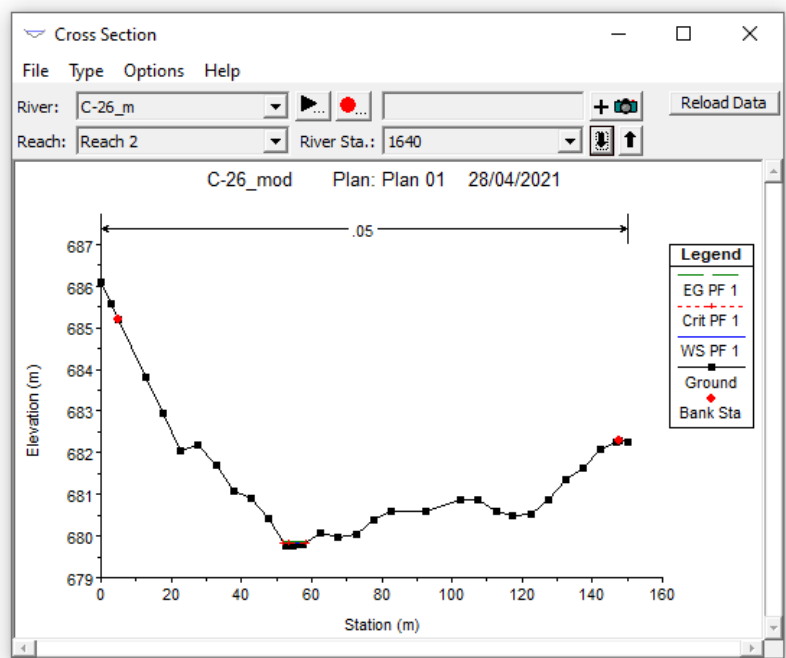 Cross Section
File Type Options Help
River: C-26_m
Reload Data
Reach: Reach 2 River Sta.: 1640
C-26_mod Plan: Plan 01 28/04/2021
.05
Legend
EG PF 1
Crit PF 1
WS PF 1
Ground
Bank Sta
Elevation (m)
687
686
685
684
683
682
681
680
679
0 20 40 60 80 100 120 140 160
Station (m)